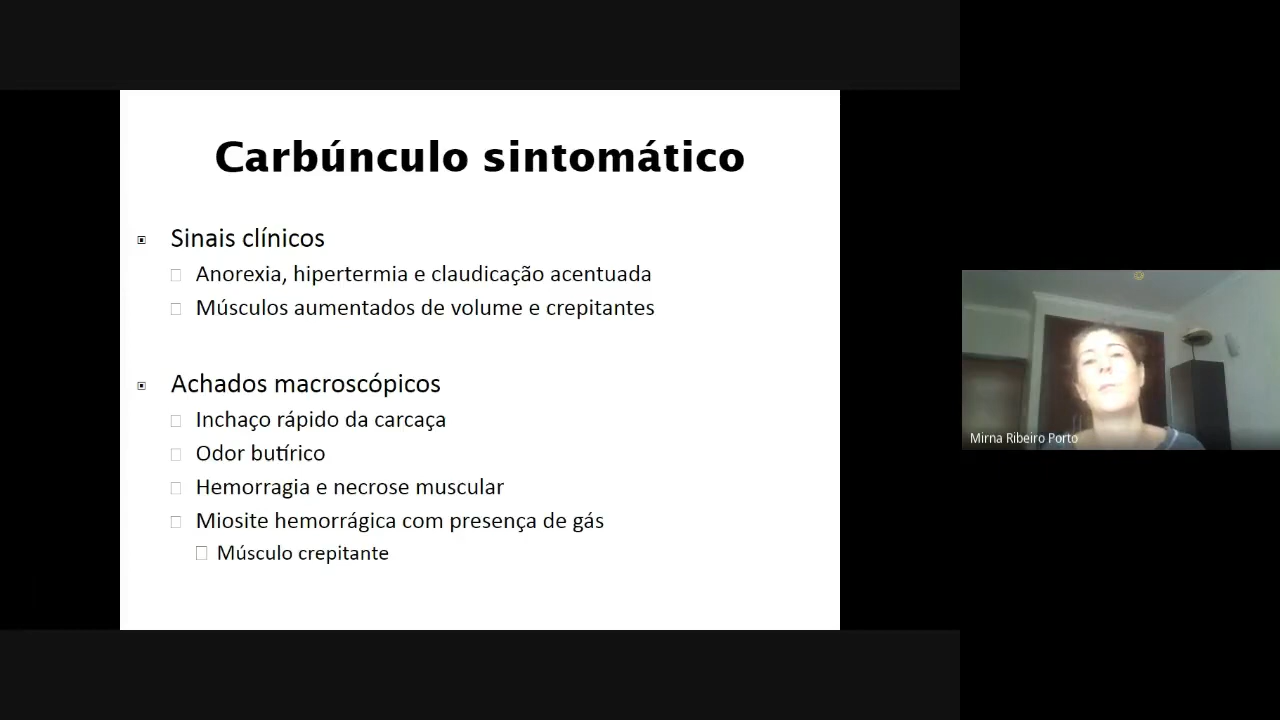 Carbúnculo sintomático
Sinais clínicos
Anorexia, hipertermia e claudicação acentuada
Músculos aumentados de volume e crepitantes
Achados macroscópicos
Inchaço rápido da carcaça
Odor butírico
Hemorragia e necrose muscular
Miosite hemorrágica com presença de gás
Músculo crepitante
Mirna Ribeiro Porto